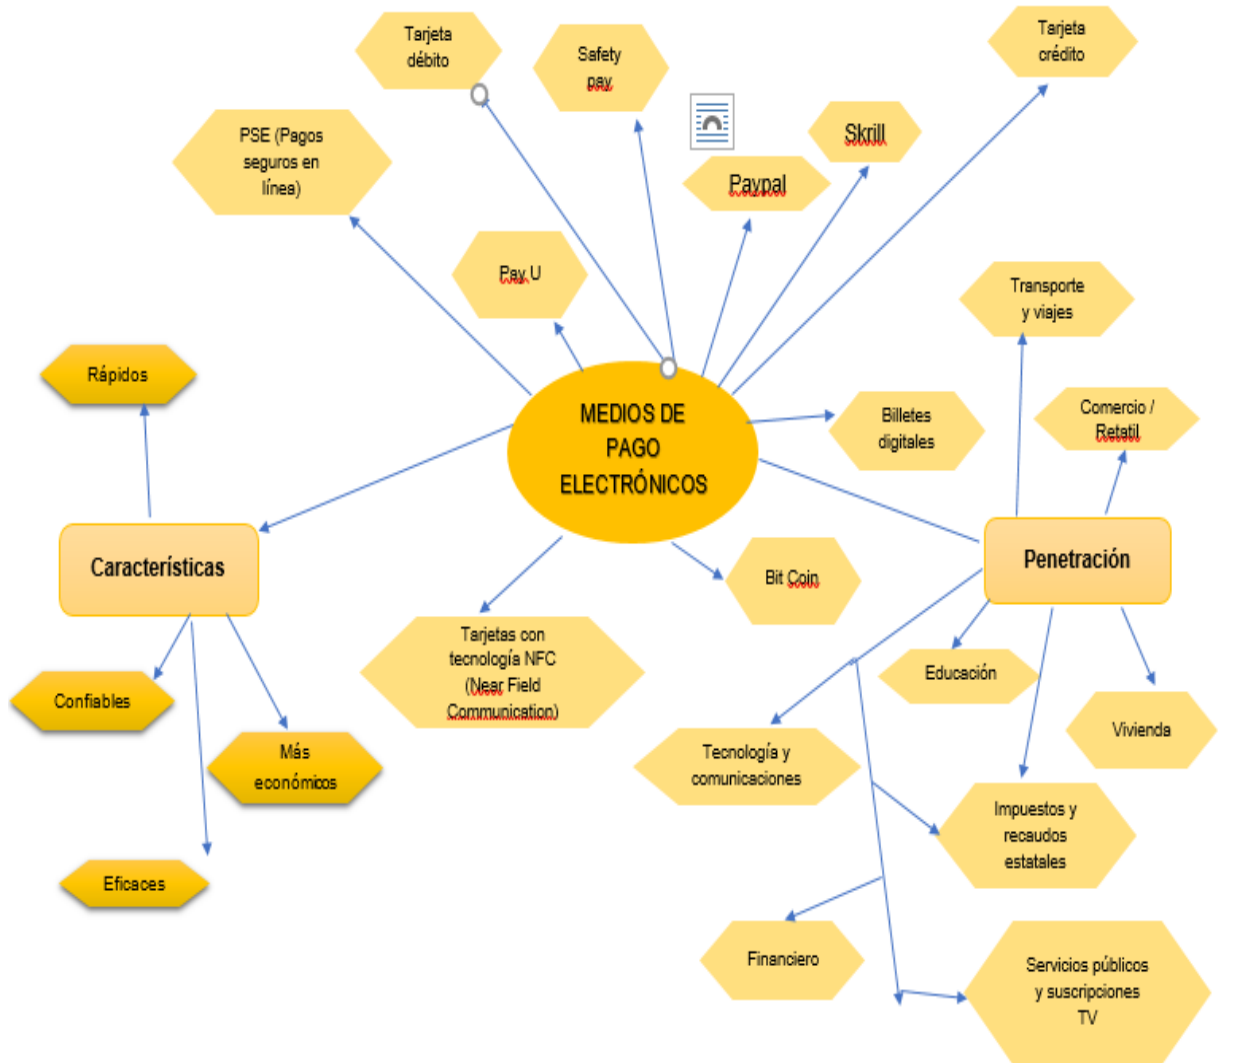 Tarjeta
débito
Safety
pay
Tarjeta
crédito
PSE (Pagos
seguros en
línea)
Skrill
Paypal
Pay U
Transporte
y viajes
Rápidos
MEDIOS DE
PAGO
ELECTRÓNICOS
Billetes
digitales
Comercio /
Retatil
Características
Penetración
Bit Coin
Tarjetas con
tecnología NFC
(Near Field
Communication)
Educación
Confiables
Vivienda
Más
económicos
Tecnología y
comunicaciones
Impuestos y
recaudos
estatales
Eficaces
Financiero
Servicios públicos
y suscripciones
TV